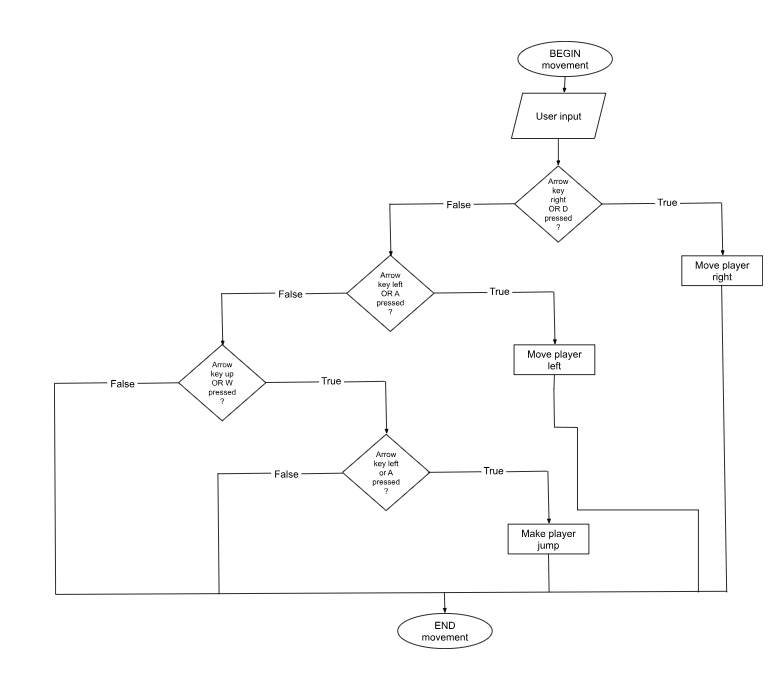 BEGIN
movement
User input
Arrow
key
right
OR D
pressed
?
False
True
Move player
right
Arrow
key left
OR A
pressed
?
False
True
Move player
left
Arrow
key up
OR W
pressed
?
False
True
Arrow
key left
or A
pressed
?
False
True
Make player
jump
END
movement